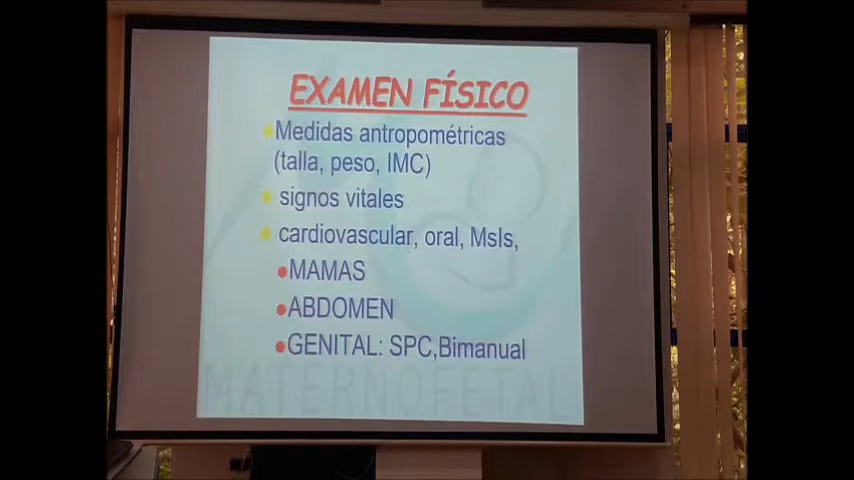 EXAMEN FÍSICO
Medidas antropométricas
(talla, peso, IMC)
signos vitales
cardiovascular, oral, MsIs,
MAMAS
ABDOMEN
GENITAL: SPC,Bimanual
MATERNOFETAL